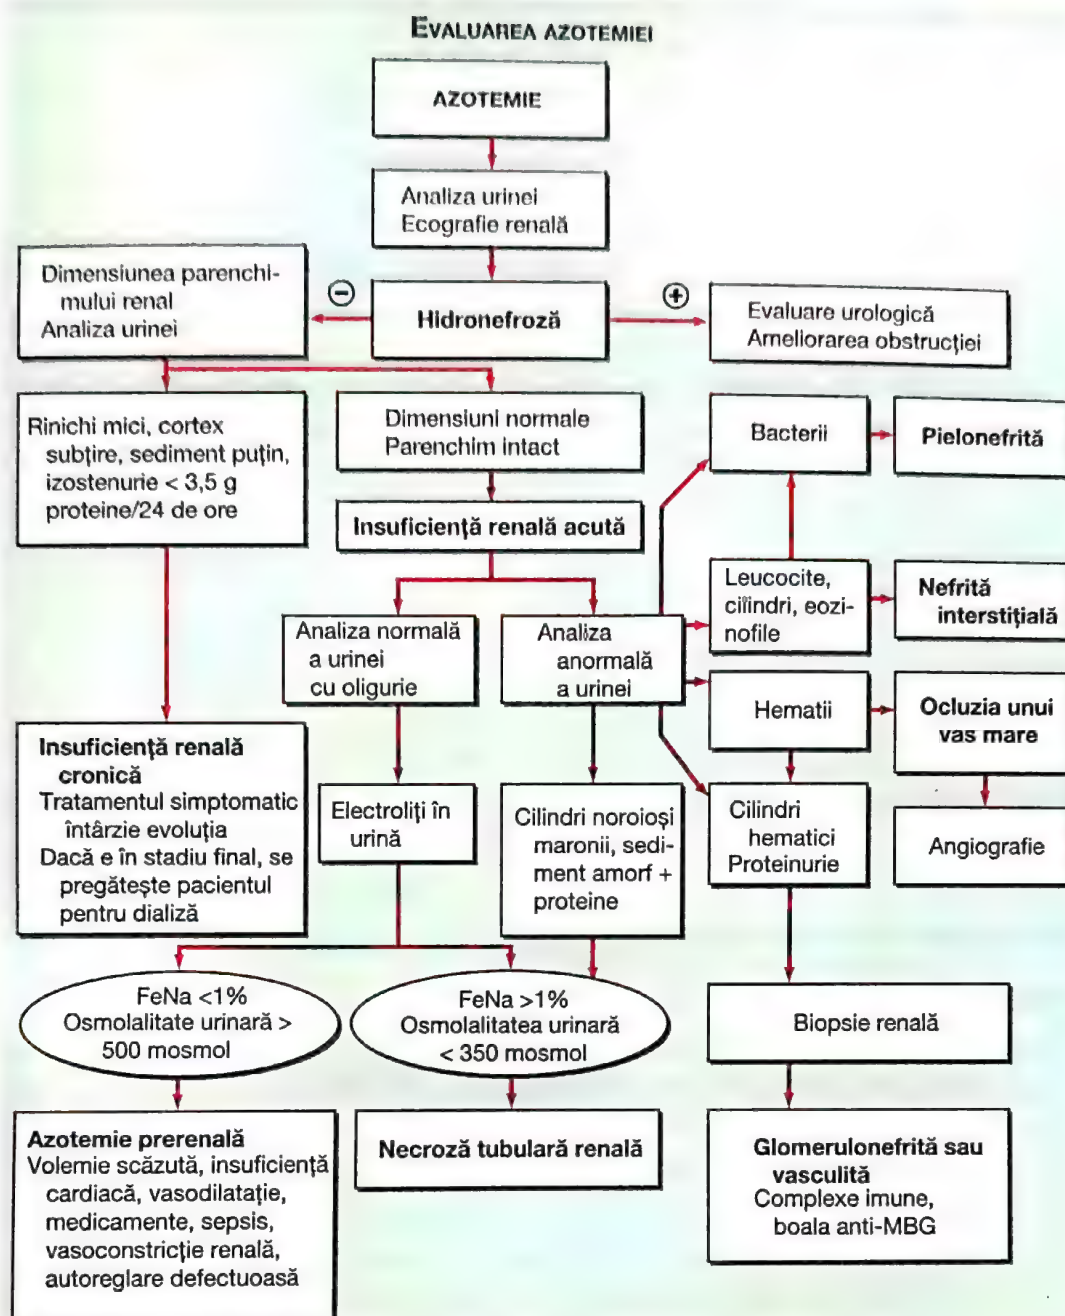 EVALUAREA AZOTEMIEI
AZOTEMIE
Analiza urinei
Ecografie renală
Dimensiunea parenchi-
mului renal
Analiza urinei
−
Hidronefroză
+
Evaluare urologică
Ameliorarea obstrucției
Rinichi mici, cortex
subțire, sediment puțin,
izostenurie < 3,5 g
proteine/24 de ore
Dimensiuni normale
Parenchim intact
Bacterii
Pielonefrită
Insuficiență renală acută
Leucocite,
cilindri, eozi-
nofile
Nefrită
interstițială
Analiza normală
a urinei
cu oligurie
Analiza
anormală
a urinei
Hematii
Ocluzia unui
vas mare
Insuficiență renală
cronică
Tratamentul simptomatic
întârzie evoluția
Dacă e în stadiu final, se
pregătește pacientul
pentru dializă
Electroliți în
urină
Cilindri noroioși
maronii, sedi-
ment amorf +
proteine
Cilindri
hematici
Proteinurie
Angiografie
FeNa <1%
Osmolalitate urinară >
500 mosmol
FeNa >1%
Osmolalitatea urinară
< 350 mosmol
Biopsie renală
Azotemie prerenală
Volemie scăzută, insuficiență
cardiacă, vasodilatație,
medicamente, sepsis,
vasoconstricție renală,
autoreglare defectuoasă
Necroză tubulară renală
Glomerulonefrită sau
vasculită
Complexe imune,
boala anti-MBG